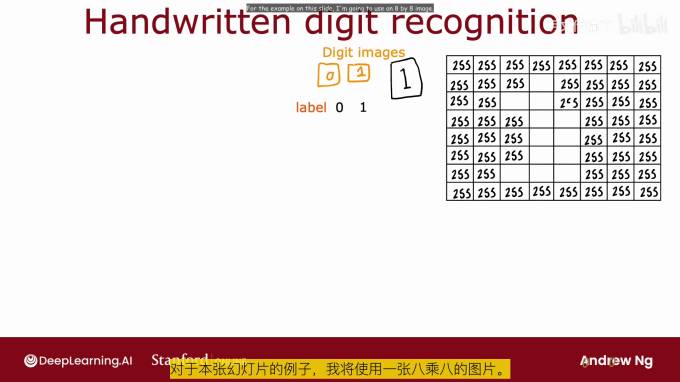 For the example on this slide, I'm going to use an 8 by 8 image.
Handwritten digit recognition
bilibili
Digit images
0 1 1
label 0 1
255 255 255 255 255 255 255 255
255 255 255 255 255 255 255
255 255 255 255 255 255
255 255 255 255 255 255
255 255 255 255 255 255
255 255 255 255 255 255
255 255 255 255 255
255 255 255 255 255 255 255 255
DeepLearning.AI Stanford Andrew Ng
对于本张幻灯片的例子，我将使用一张八乘八的图片。